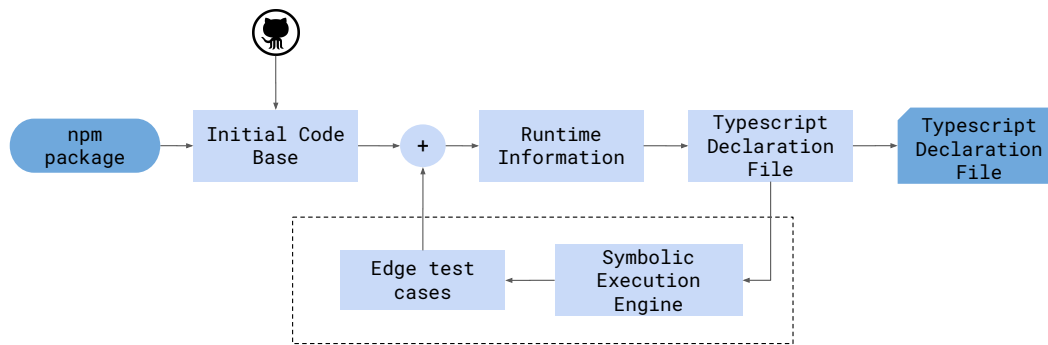 npm
package
Initial Code
Base
+
Runtime
Information
Typescript
Declaration
File
Typescript
Declaration
File
Edge test
cases
Symbolic
Execution
Engine